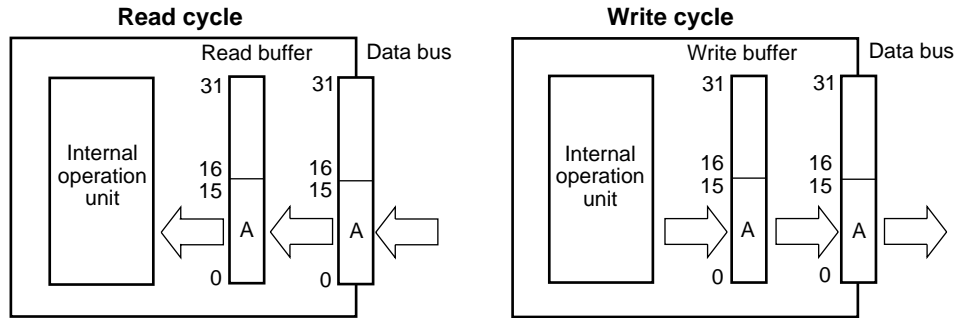 Read cycle
Read buffer
Data bus
31
31
Internal
operation
unit
16
15
16
15
A
A
0
0
Write cycle
Write buffer
Data bus
31
31
Internal
operation
unit
16
15
16
15
A
A
0
0